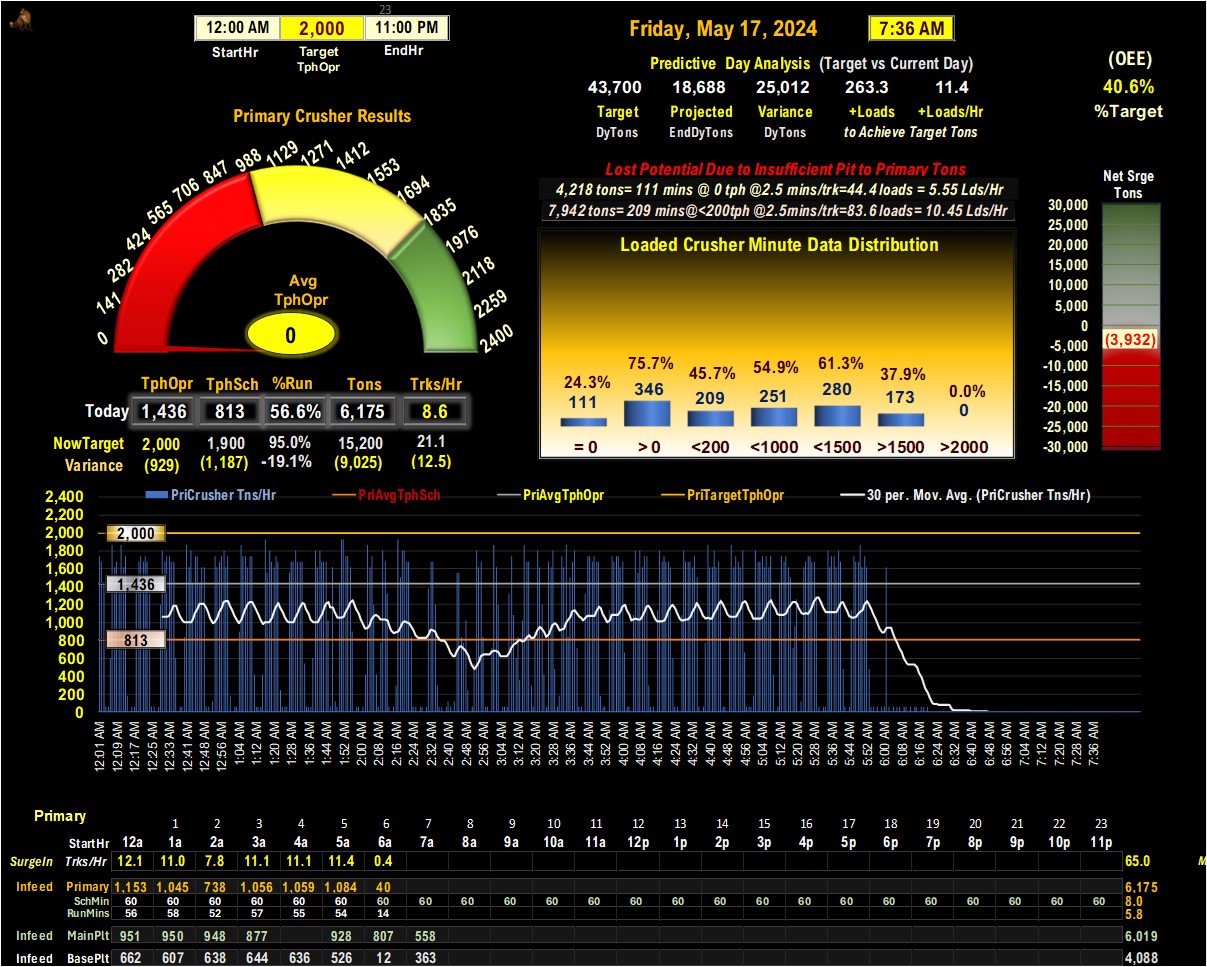 23
12:00 AM 2,000 11:00 PM
StartHr Target TphOpr EndHr
Friday, May 17, 2024 7:36 AM
Predictive Day Analysis (Target vs Current Day)
43,700 18,688 25,012 263.3 11.4
Target Projected Variance +Loads +Loads/Hr
DyTons EndDyTons DyTons to Achieve Target Tons
(OEE)
40.6%
%Target
Primary Crusher Results
0 141 282 424 565 706 847 988 1129 1271 1412 1553 1694 1835 1976 2118 2259 2400
Avg
TphOpr
0
TphOpr TphSch %Run Tons Trks/Hr
Today 1,436 813 56.6% 6,175 8.6
NowTarget 2,000 1,900 95.0% 15,200 21.1
Variance (929) (1,187) -19.1% (9,025) (12.5)
Lost Potential Due to Insufficient Pit to Primary Tons
4,218 tons= 111 mins @ 0 tph @2.5 mins/trk=44.4 loads = 5.55 Lds/Hr
7,942 tons= 209 mins@<200tph @2.5mins/trk=83.6 loads= 10.45 Lds/Hr
Loaded Crusher Minute Data Distribution
24.3% 75.7% 45.7% 54.9% 61.3% 37.9% 0.0%
111 346 209 251 280 173 0
= 0 > 0 <200 <1000 <1500 >1500 >2000
Net Srge
Tons
30,000
25,000
20,000
15,000
10,000
5,000
0
(3,932)
-5,000
-10,000
-15,000
-20,000
-25,000
-30,000
PriCrusher Tns/Hr PriAvgTphSch PriAvgTphOpr PriTargetTphOpr 30 per. Mov. Avg. (PriCrusher Tns/Hr)
2,400
2,200
2,000 2,000
1,800
1,600
1,400 1,436
1,200
1,000
800 813
600
400
200
0
12:01 AM 12:09 AM 12:17 AM 12:25 AM 12:33 AM 12:41 AM 12:48 AM 12:56 AM 1:04 AM 1:12 AM 1:20 AM 1:28 AM 1:36 AM 1:44 AM 1:52 AM 2:00 AM 2:08 AM 2:16 AM 2:24 AM 2:32 AM 2:40 AM 2:48 AM 2:56 AM 3:04 AM 3:12 AM 3:20 AM 3:28 AM 3:36 AM 3:44 AM 3:52 AM 4:00 AM 4:08 AM 4:16 AM 4:24 AM 4:32 AM 4:40 AM 4:48 AM 4:56 AM 5:04 AM 5:12 AM 5:20 AM 5:28 AM 5:36 AM 5:44 AM 5:52 AM 6:00 AM 6:08 AM 6:16 AM 6:24 AM 6:32 AM 6:40 AM 6:48 AM 6:56 AM 7:04 AM 7:12 AM 7:20 AM 7:28 AM 7:36 AM
Primary
1 2 3 4 5 6 7 8 9 10 11 12 13 14 15 16 17 18 19 20 21 22 23
StartHr 12a 1a 2a 3a 4a 5a 6a 7a 8a 9a 10a 11a 12p 1p 2p 3p 4p 5p 6p 7p 8p 9p 10p 11p
SurgeIn Trks/Hr 12.1 11.0 7.8 11.1 11.1 11.4 0.4 65.0 M
Infeed Primary 1,153 1,045 738 1,056 1,059 1,084 40 6,175
SchMin 60 60 60 60 60 60 60 60 60 60 60 60 60 60 60 60 60 60 60 60 60 60 60 60 8.0
RunMins 56 58 52 57 55 54 14 5.8
Infeed MainPlt 951 950 948 877 928 807 558 6,019
Infeed BasePlt 662 607 638 644 636 526 12 363 4,088